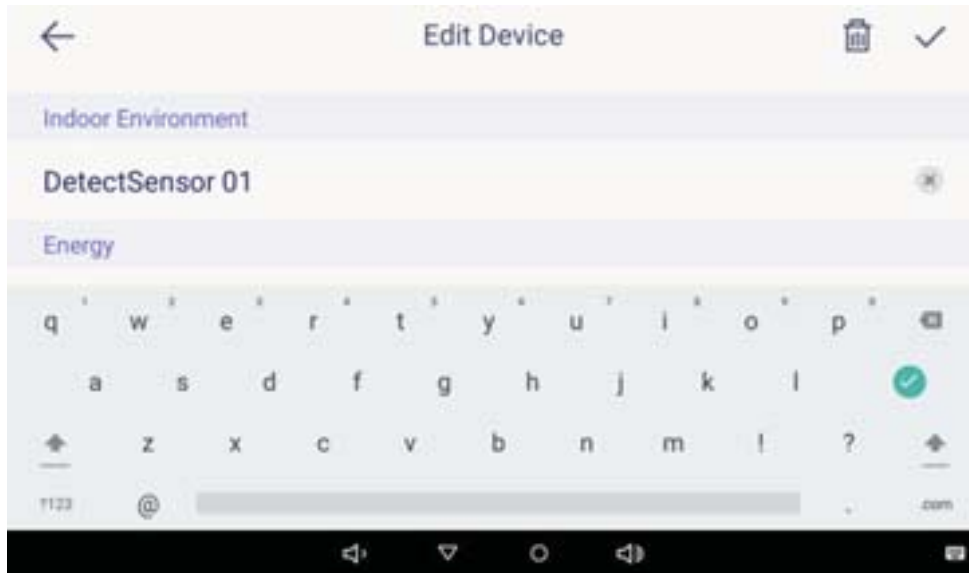 Edit Device
Indoor Environment
DetectSensor 01
Energy
q w e r t y u i o p
a s d f g h j k l
z x c v b n m ! ?
?123 @ . .com